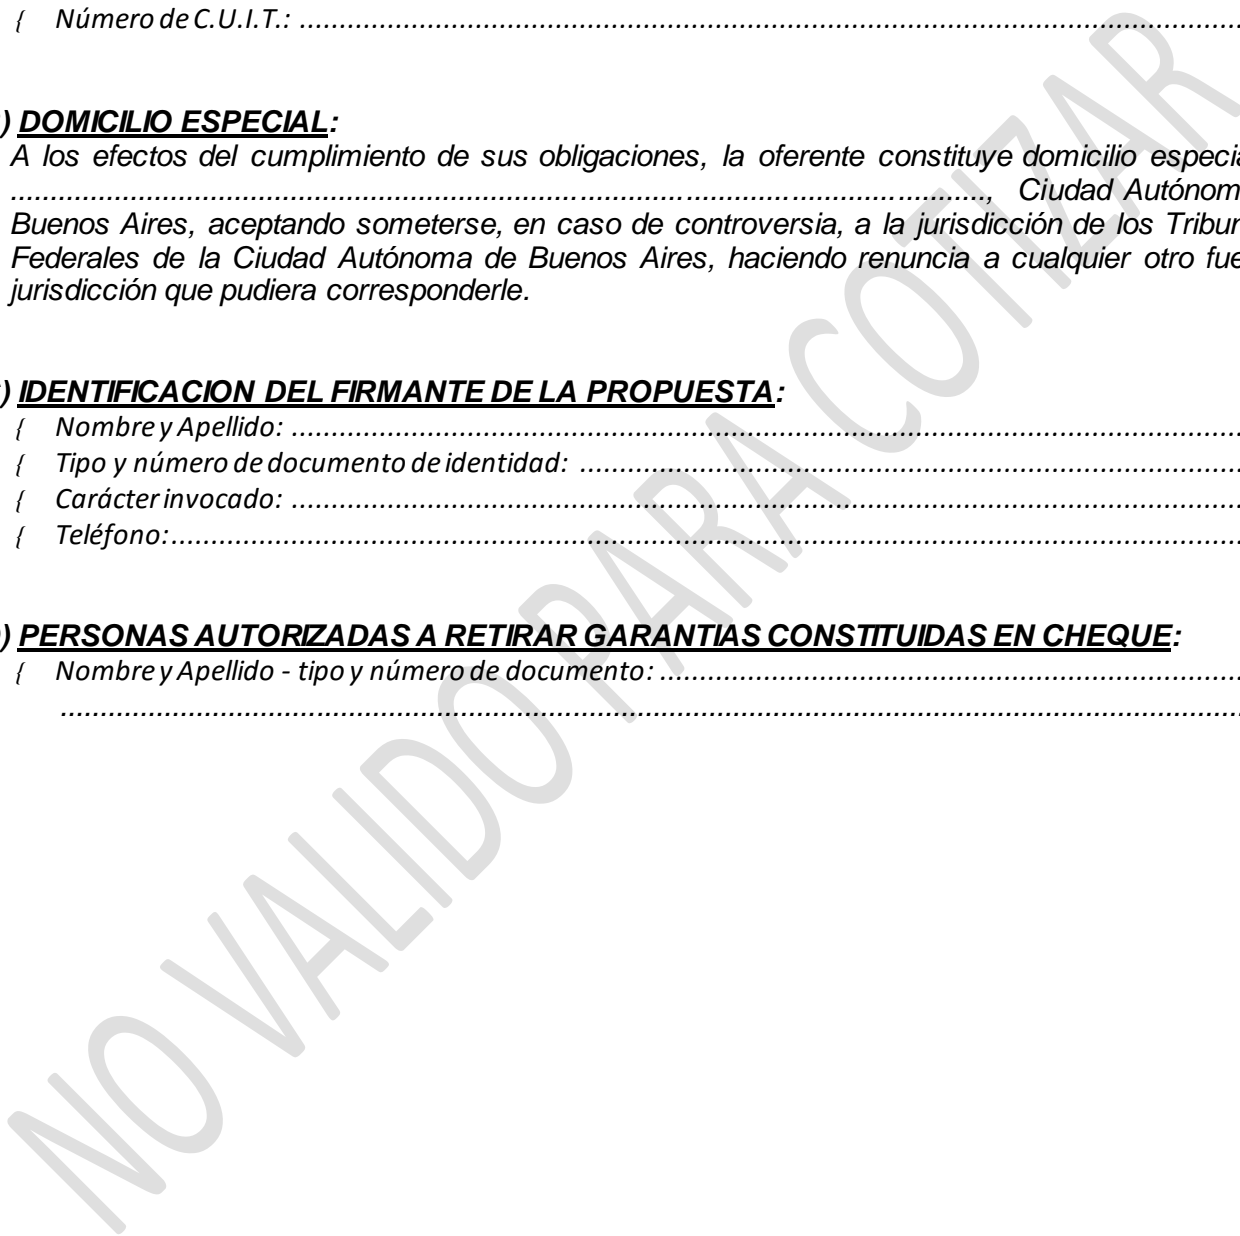 { Número de C.U.I.T.: ........................................................................................................................
) DOMICILIO ESPECIAL:
A los efectos del cumplimiento de sus obligaciones, la oferente constituye domicilio
............................................................................................................................, Ciudad
Buenos Aires, aceptando someterse, en caso de controversia, a la jurisdicción de los
Federales de la Ciudad Autónoma de Buenos Aires, haciendo renuncia a cualquier otro
jurisdicción que pudiera corresponderle.
) IDENTIFICACION DEL FIRMANTE DE LA PROPUESTA:
{ Nombre y Apellido: ........................................................................................................................
{ Tipo y número de documento de identidad: ....................................................................................
{ Carácter invocado: ........................................................................................................................
{ Teléfono:........................................................................................................................................
) PERSONAS AUTORIZADAS A RETIRAR GARANTIAS CONSTITUIDAS EN CHEQUE:
{ Nombre y Apellido - tipo y número de documento: ..........................................................................
......................................................................................................................................................
NO VALIDO PARA COTIZAR